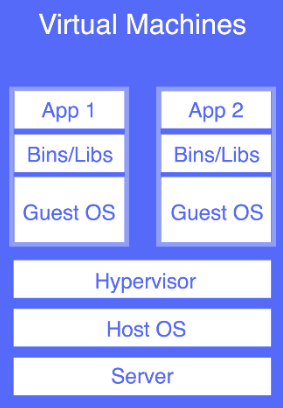 Virtual Machines
App 1
Bins/Libs
Guest OS
App 2
Bins/Libs
Guest OS
Hypervisor
Host OS
Server